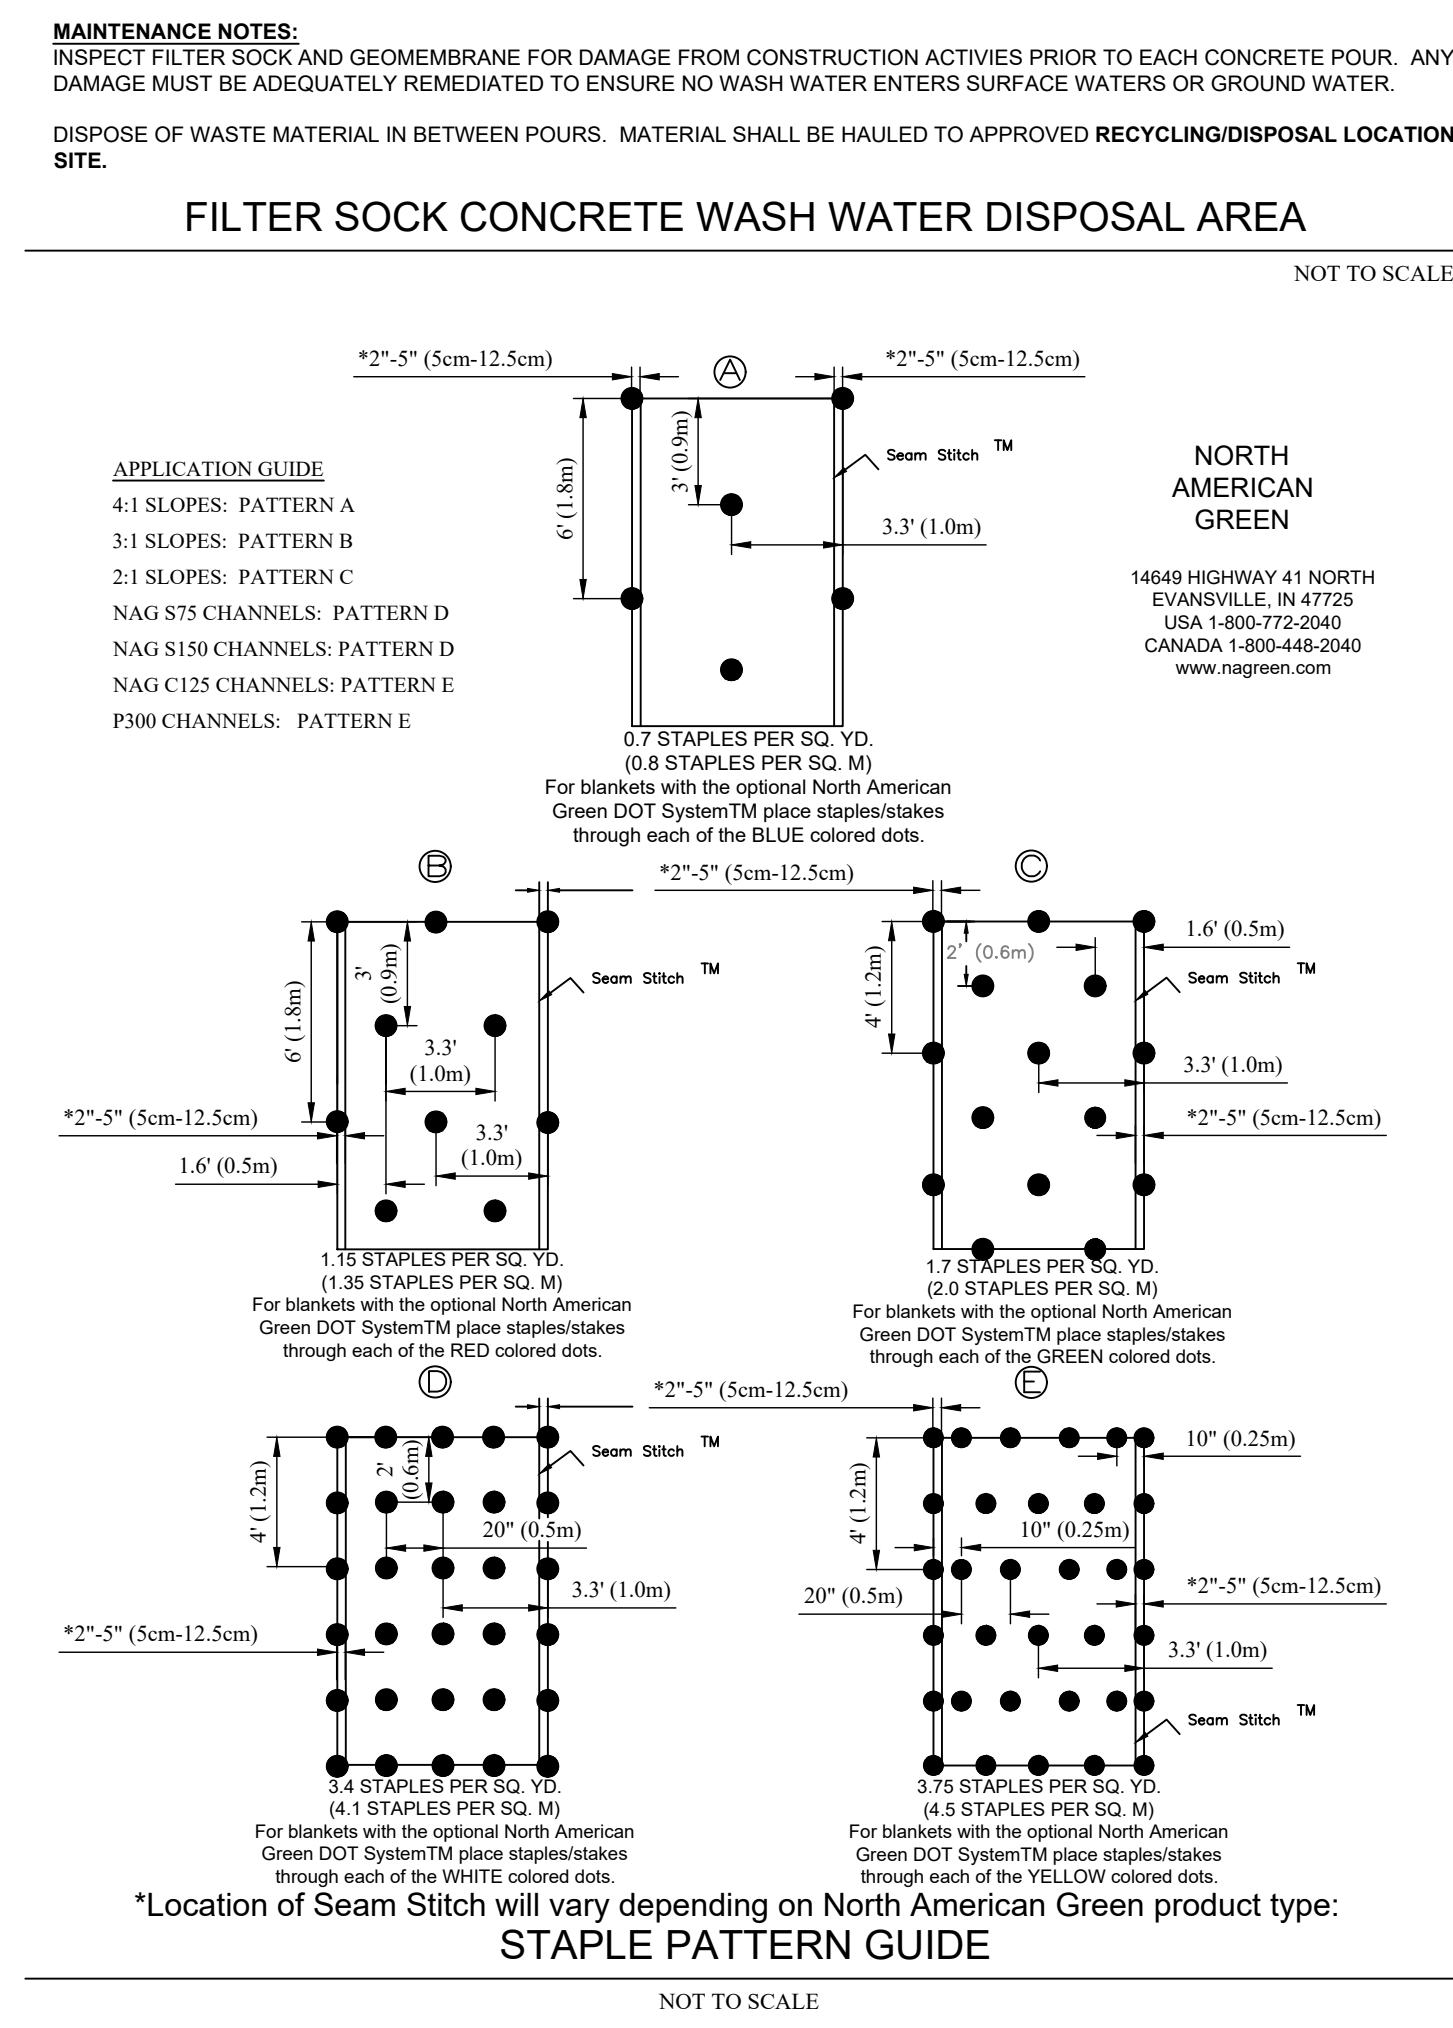 MAINTENANCE NOTES:
INSPECT FILTER SOCK AND GEOMEMBRANE FOR DAMAGE FROM CONSTRUCTION ACTIVIES PRIOR TO EACH CONCRETE POUR. ANY
DAMAGE MUST BE ADEQUATELY REMEDIATED TO ENSURE NO WASH WATER ENTERS SURFACE WATERS OR GROUND WATER.
DISPOSE OF WASTE MATERIAL IN BETWEEN POURS. MATERIAL SHALL BE HAULED TO APPROVED RECYCLING/DISPOSAL LOCATION
SITE.
FILTER SOCK CONCRETE WASH WATER DISPOSAL AREA
NOT TO SCALE
*2"-5" (5cm-12.5cm)
A
*2"-5" (5cm-12.5cm)
6' (1.8m)
3' (0.9m)
Seam Stitch TM
3.3' (1.0m)
APPLICATION GUIDE
4:1 SLOPES: PATTERN A
3:1 SLOPES: PATTERN B
2:1 SLOPES: PATTERN C
NAG S75 CHANNELS: PATTERN D
NAG S150 CHANNELS: PATTERN D
NAG C125 CHANNELS: PATTERN E
P300 CHANNELS: PATTERN E
NORTH
AMERICAN
GREEN
14649 HIGHWAY 41 NORTH
EVANSVILLE, IN 47725
USA 1-800-772-2040
CANADA 1-800-448-2040
www.nagreen.com
0.7 STAPLES PER SQ. YD.
(0.8 STAPLES PER SQ. M)
For blankets with the optional North American
Green DOT SystemTM place staples/stakes
through each of the BLUE colored dots.
B
*2"-5" (5cm-12.5cm)
6' (1.8m)
3'
(0.9m)
Seam Stitch TM
3.3'
(1.0m)
*2"-5" (5cm-12.5cm)
3.3'
(1.0m)
1.6' (0.5m)
1.15 STAPLES PER SQ. YD.
(1.35 STAPLES PER SQ. M)
For blankets with the optional North American
Green DOT SystemTM place staples/stakes
through each of the RED colored dots.
C
1.6' (0.5m)
2' (0.6m)
4' (1.2m)
Seam Stitch TM
3.3' (1.0m)
*2"-5" (5cm-12.5cm)
1.7 STAPLES PER SQ. YD.
(2.0 STAPLES PER SQ. M)
For blankets with the optional North American
Green DOT SystemTM place staples/stakes
through each of the GREEN colored dots.
D
*2"-5" (5cm-12.5cm)
4' (1.2m)
2'
(0.6m)
Seam Stitch TM
20" (0.5m)
3.3' (1.0m)
*2"-5" (5cm-12.5cm)
3.4 STAPLES PER SQ. YD.
(4.1 STAPLES PER SQ. M)
For blankets with the optional North American
Green DOT SystemTM place staples/stakes
through each of the WHITE colored dots.
E
10" (0.25m)
4' (1.2m)
10" (0.25m)
20" (0.5m)
*2"-5" (5cm-12.5cm)
3.3' (1.0m)
Seam Stitch TM
3.75 STAPLES PER SQ. YD.
(4.5 STAPLES PER SQ. M)
For blankets with the optional North American
Green DOT SystemTM place staples/stakes
through each of the YELLOW colored dots.
*Location of Seam Stitch will vary depending on North American Green product type:
STAPLE PATTERN GUIDE
NOT TO SCALE